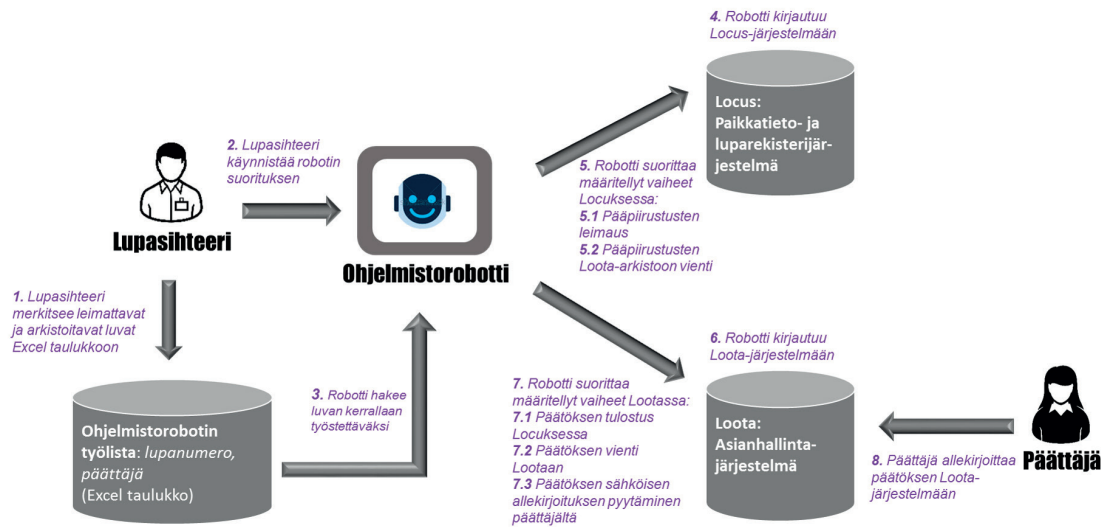 4. Robotti kirjautuu
Locus-järjestelmään
Locus:
Paikkatieto- ja
luparekisterijär-
jestelmä
2. Lupasihteeri
käynnistää robotin
suorituksen
5. Robotti suorittaa
määritellyt vaiheet
Locuksessa:
5.1 Pääpiirustusten
leimaus
5.2 Pääpiirustusten
Loota-arkistoon vienti
Lupasihteeri
Ohjelmistorobotti
1. Lupasihteeri
merkitsee leimattavat
ja arkistoitavat luvat
Excel taulukkoon
6. Robotti kirjautuu
Loota-järjestelmään
3. Robotti hakee
luvan kerrallaan
työstettäväksi
7. Robotti suorittaa
määritellyt vaiheet Lootassa:
7.1 Päätöksen tulostus
Locuksessa
7.2 Päätöksen vienti
Lootaan
7.3 Päätöksen sähköisen
allekirjoituksen pyytäminen
päättäjältä
Ohjelmistorobotin
työlista: lupanumero,
päättäjä
(Excel taulukko)
Loota:
Asianhallinta-
järjestelmä
Päättäjä
8. Päättäjä allekirjoittaa
päätöksen Loota-
järjestelmään